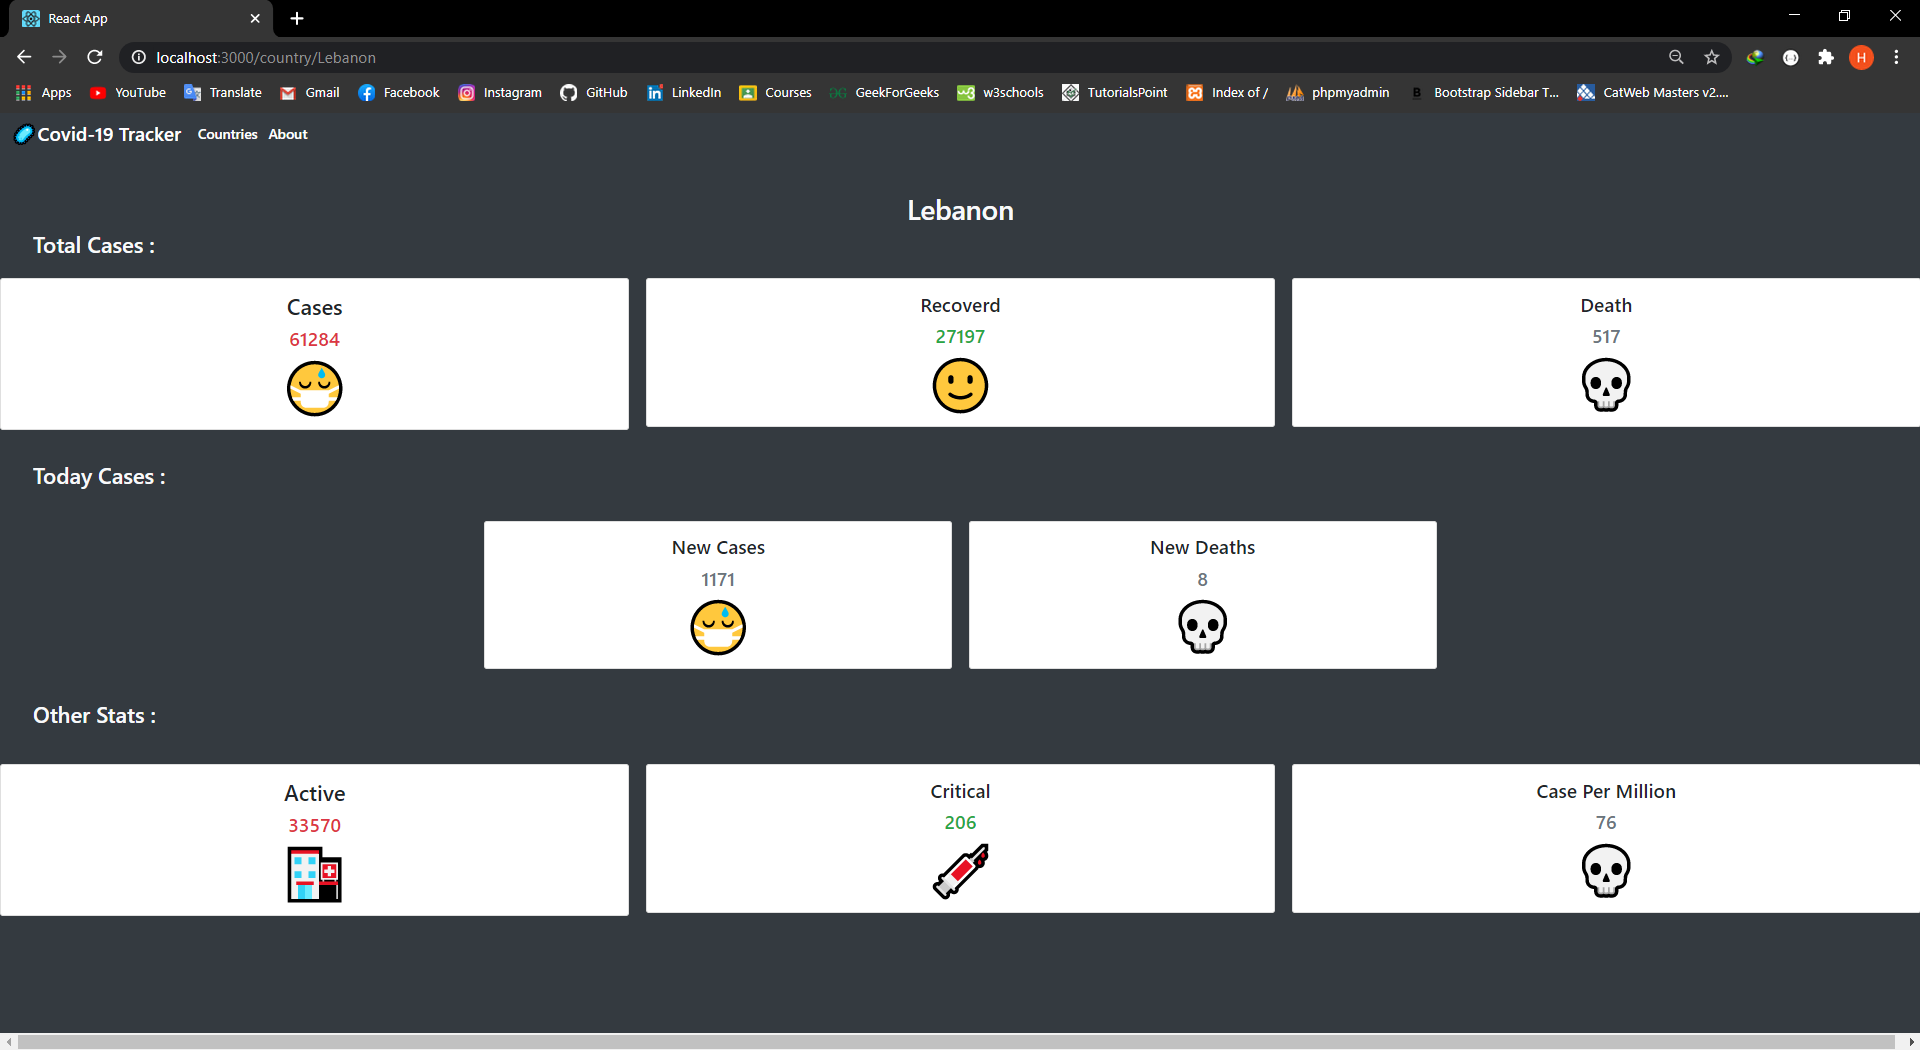 React App
localhost:3000/country/Lebanon
H
Apps YouTube Translate Gmail Facebook Instagram GitHub LinkedIn Courses GeekForGeeks w3schools TutorialsPoint Index of / phpmyadmin B Bootstrap Sidebar T... CatWeb Masters v2....
Covid-19 Tracker Countries About
Lebanon
Total Cases :
Cases
61284
Recoverd
27197
Death
517
Today Cases :
New Cases
1171
New Deaths
8
Other Stats :
Active
33570
Critical
206
Case Per Million
76